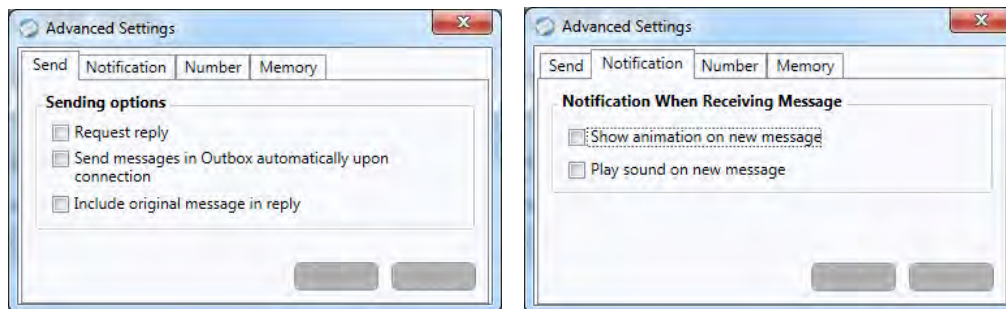 Advanced Settings
Send Notification Number Memory
Sending options
Request reply
Send messages in Outbox automatically upon
connection
Include original message in reply
Advanced Settings
Send Notification Number Memory
Notification When Receiving Message
Show animation on new message
Play sound on new message